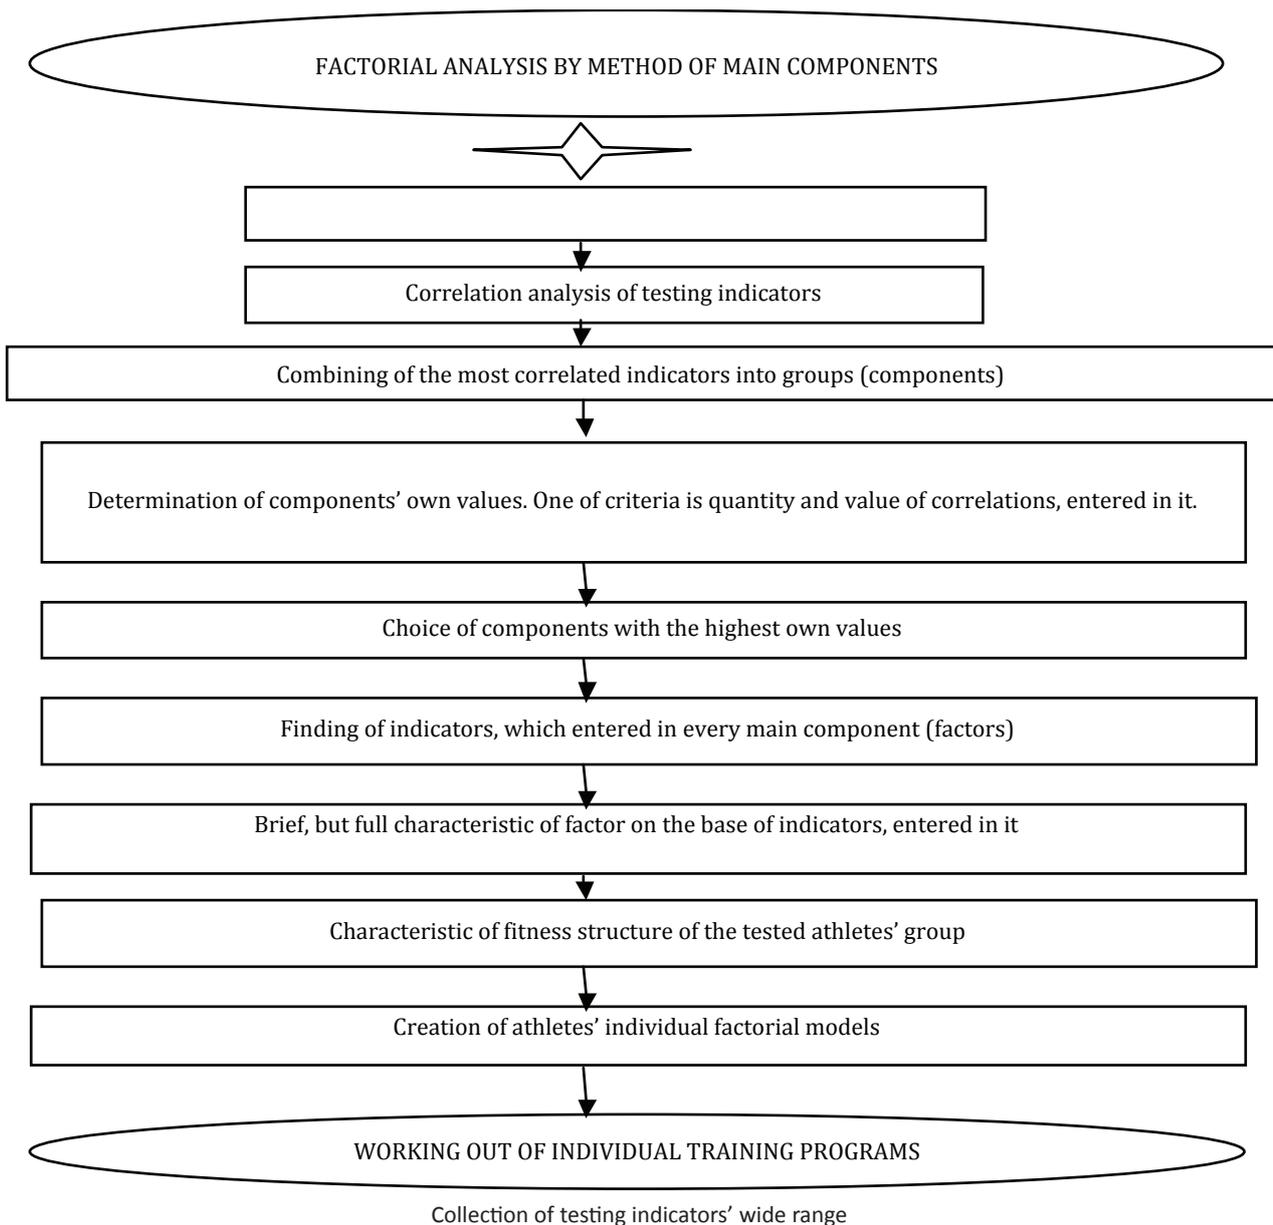 FACTORIAL ANALYSIS BY METHOD OF MAIN COMPONENTS
Correlation analysis of testing indicators
Combining of the most correlated indicators into groups (components)
Determination of components’ own values. One of criteria is quantity and value of correlations, entered in it.
Choice of components with the highest own values
Finding of indicators, which entered in every main component (factors)
Brief, but full characteristic of factor on the base of indicators, entered in it
Characteristic of fitness structure of the tested athletes’ group
Creation of athletes’ individual factorial models
WORKING OUT OF INDIVIDUAL TRAINING PROGRAMS
Collection of testing indicators’ wide range